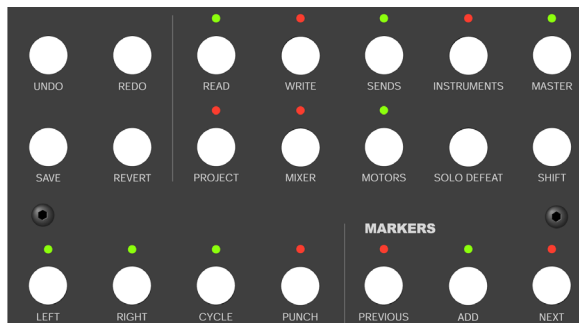 UNDO REDO READ WRITE SENDS INSTRUMENTS MASTER
SAVE REVERT PROJECT MIXER MOTORS SOLO DEFEAT SHIFT
MARKERS
LEFT RIGHT CYCLE PUNCH PREVIOUS ADD NEXT